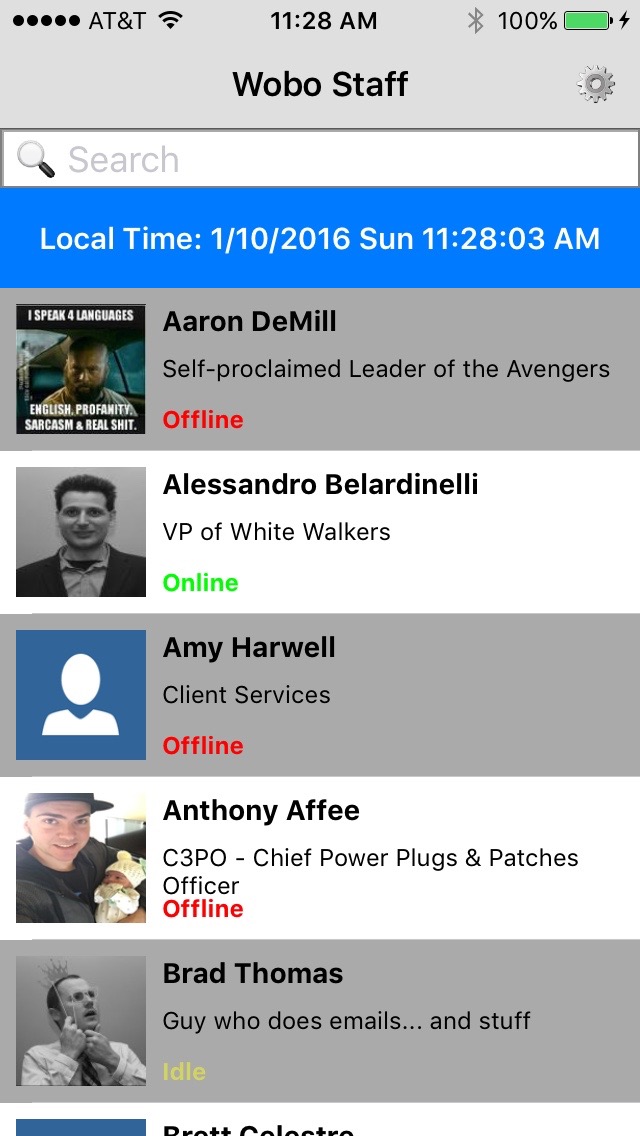 AT&T 11:28 AM 100%
Wobo Staff
Search
Local Time: 1/10/2016 Sun 11:28:03 AM
I SPEAK 4 LANGUAGES
ENGLISH, PROFANITY,
SARCASM & REAL SHIT.
Aaron DeMill
Self-proclaimed Leader of the Avengers
Offline
Alessandro Belardinelli
VP of White Walkers
Online
Amy Harwell
Client Services
Offline
Anthony Affee
C3PO - Chief Power Plugs & Patches
Officer
Offline
Brad Thomas
Guy who does emails... and stuff
Idle
Brett Celestre